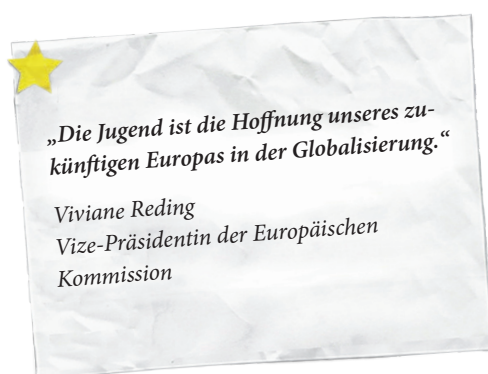 „Die Jugend ist die Hoffnung unseres zu-
künftigen Europas in der Globalisierung.“
Viviane Reding
Vize-Präsidentin der Europäischen
Kommission